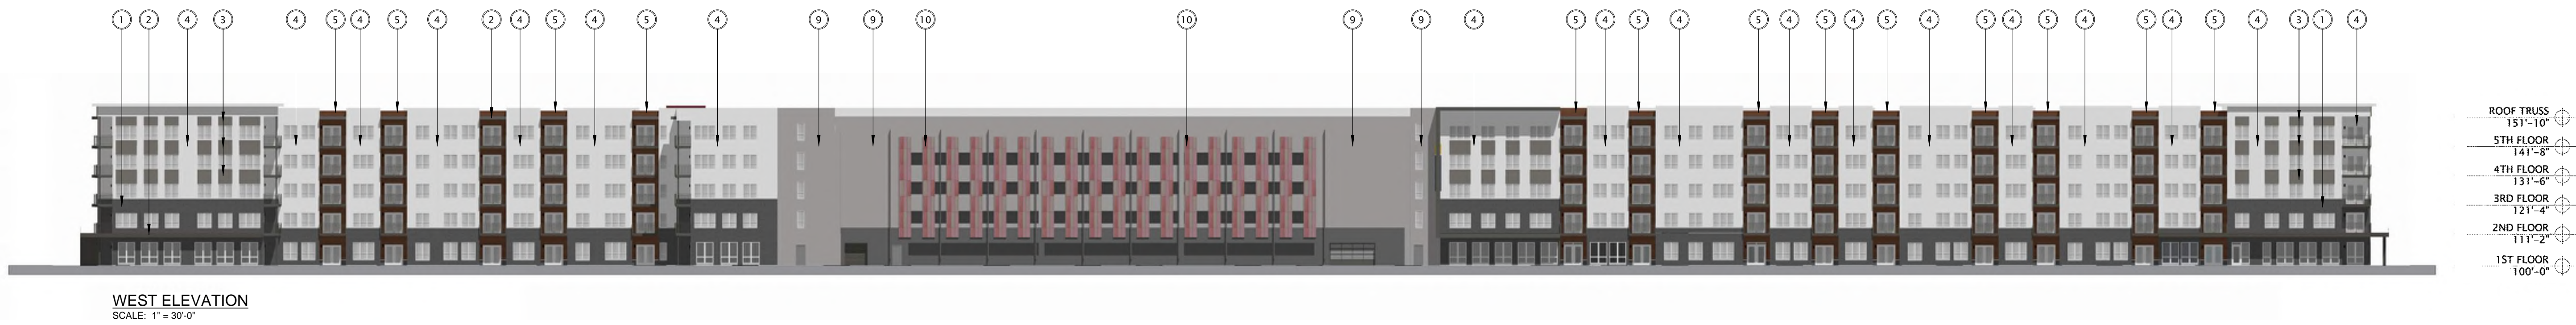 1 2 4 3 4 5 4 5 4 2 4 5 4 5 4 9 9 10 10 9 9 4 5 4 5 4 5 4 5 4 5 4 5 4 5 4 5 4 5 4 3 1 4
ROOF TRUSS
151'-10"
5TH FLOOR
141'-8"
4TH FLOOR
131'-6"
3RD FLOOR
121'-4"
2ND FLOOR
111'-2"
1ST FLOOR
100'-0"
WEST ELEVATION
SCALE: 1" = 30'-0"